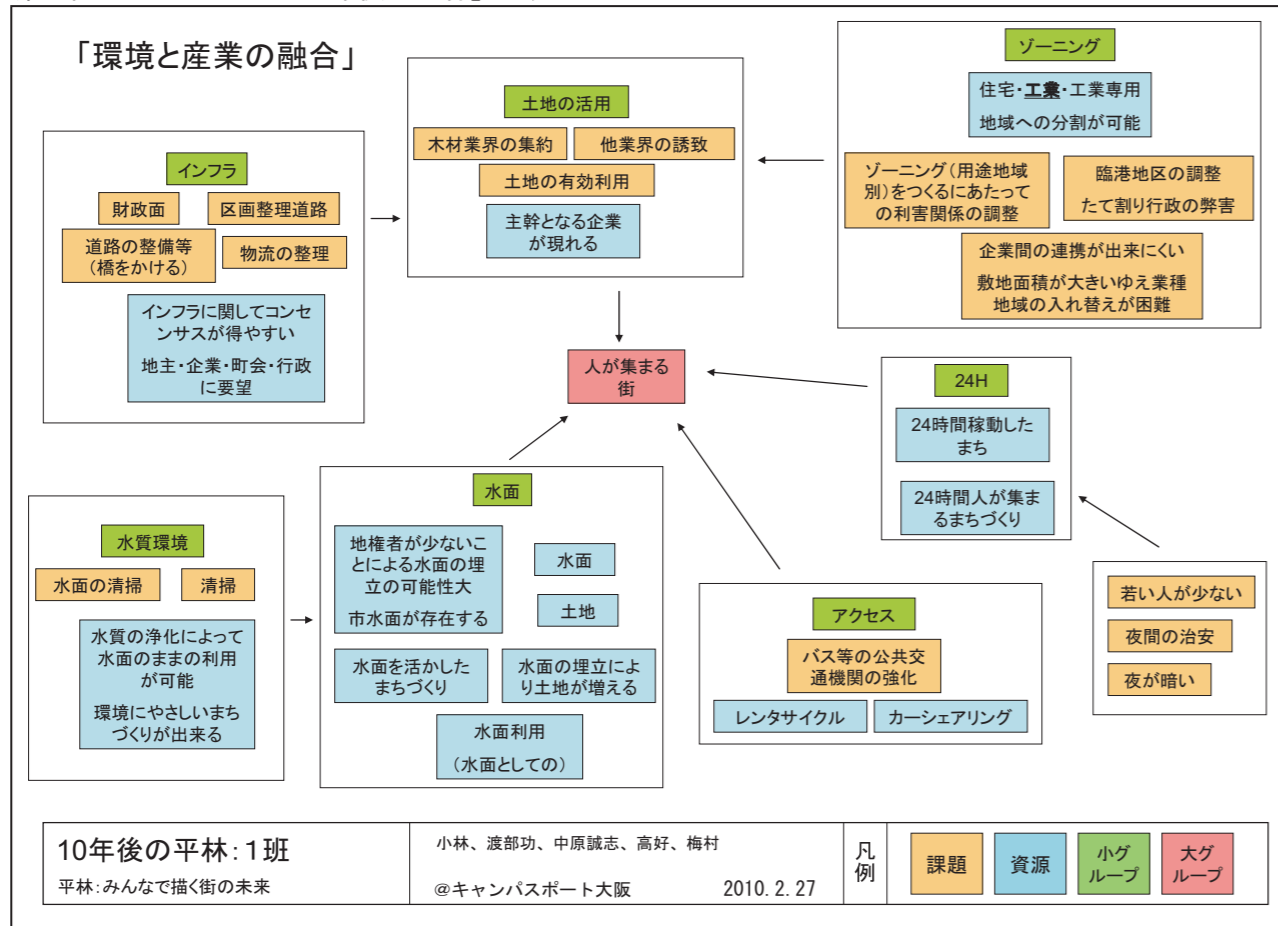 「環境と産業の融合」
インフラ
財政面
区画整理道路
道路の整備等
(橋をかける)
物流の整理
インフラに関してコンセ
ンサスが得やすい
地主・企業・町会・行政
に要望
土地の活用
木材業界の集約
他業界の誘致
土地の有効利用
主幹となる企業
が現れる
ゾーニング
住宅・工業・工業専用
地域への分割が可能
ゾーニング(用途地域
別)をつくるにあたって
の利害関係の調整
臨港地区の調整
たて割り行政の弊害
企業間の連携が出来にくい
敷地面積が大きいゆえ業種
地域の入れ替えが困難
人が集まる
街
24H
24時間稼動した
まち
24時間人が集ま
るまちづくり
水質環境
水面の清掃
清掃
水質の浄化によって
水面のままの利用
が可能
環境にやさしいまち
づくりが出来る
水面
地権者が少ないこ
とによる水面の埋
立の可能性大
市水面が存在する
水面
土地
水面を活かした
まちづくり
水面の埋立によ
り土地が増える
水面利用
(水面としての)
アクセス
バス等の公共交
通機関の強化
レンタサイクル
カーシェアリング
若い人が少ない
夜間の治安
夜が暗い
10年後の平林:1班
平林:みんなで描く街の未来
小林、渡部功、中原誠志、高好、梅村
@キャンパスポート大阪 2010.2.27
凡
例
課題
資源
小グ
ループ
大グ
ループ